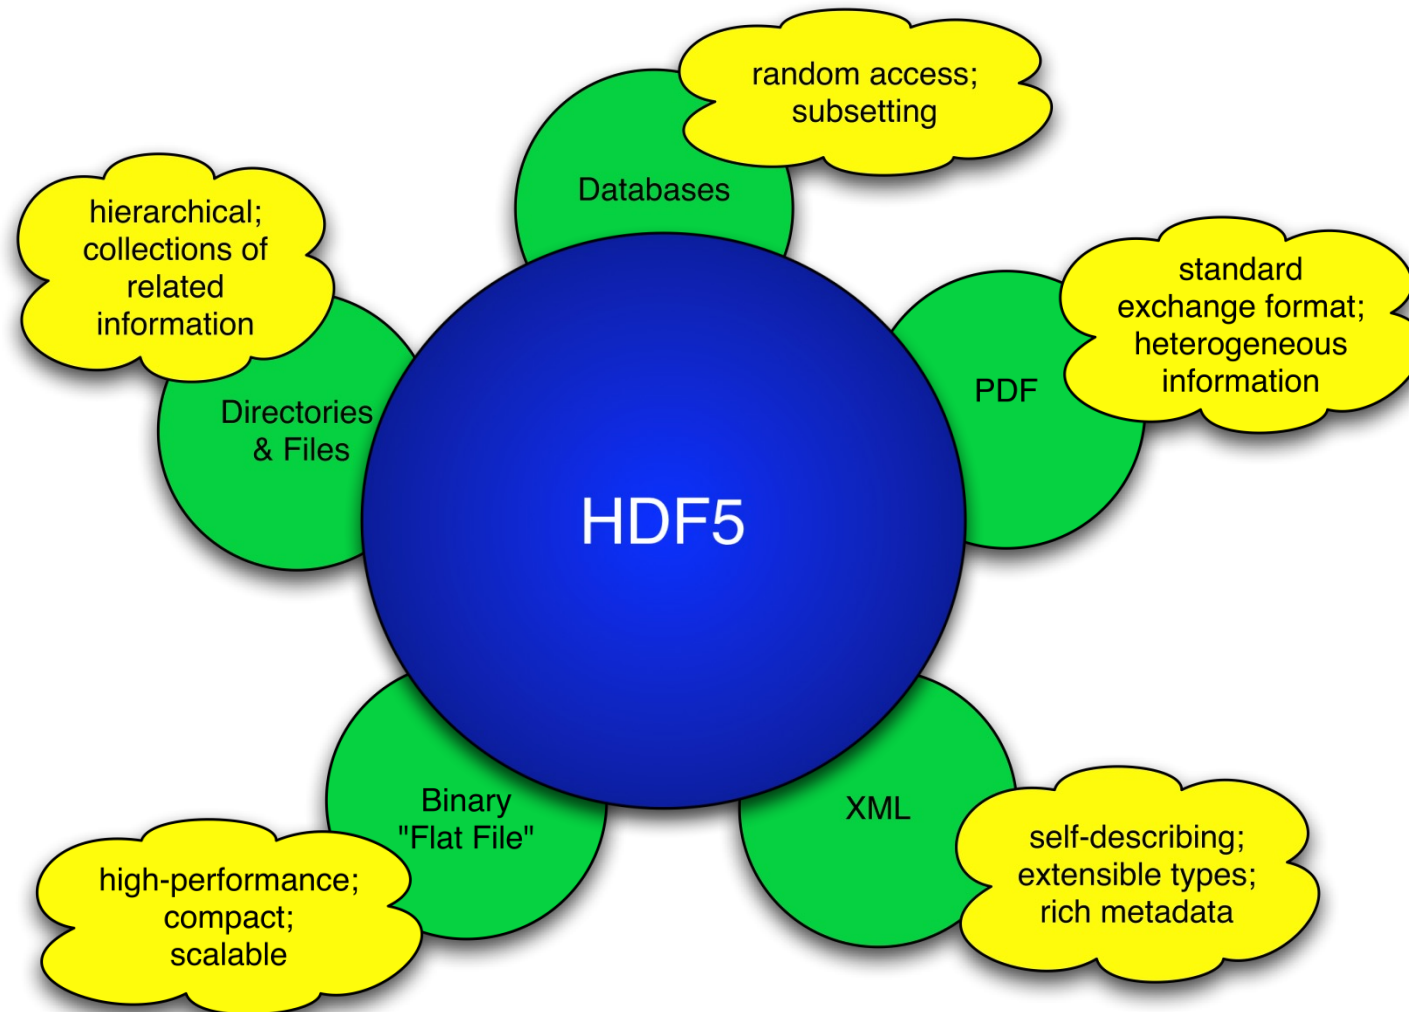 random access;
subsetting
Databases
hierarchical;
collections of
related
information
Directories
& Files
standard
exchange format;
heterogeneous
information
PDF
HDF5
Binary
"Flat File"
high-performance;
compact;
scalable
XML
self-describing;
extensible types;
rich metadata